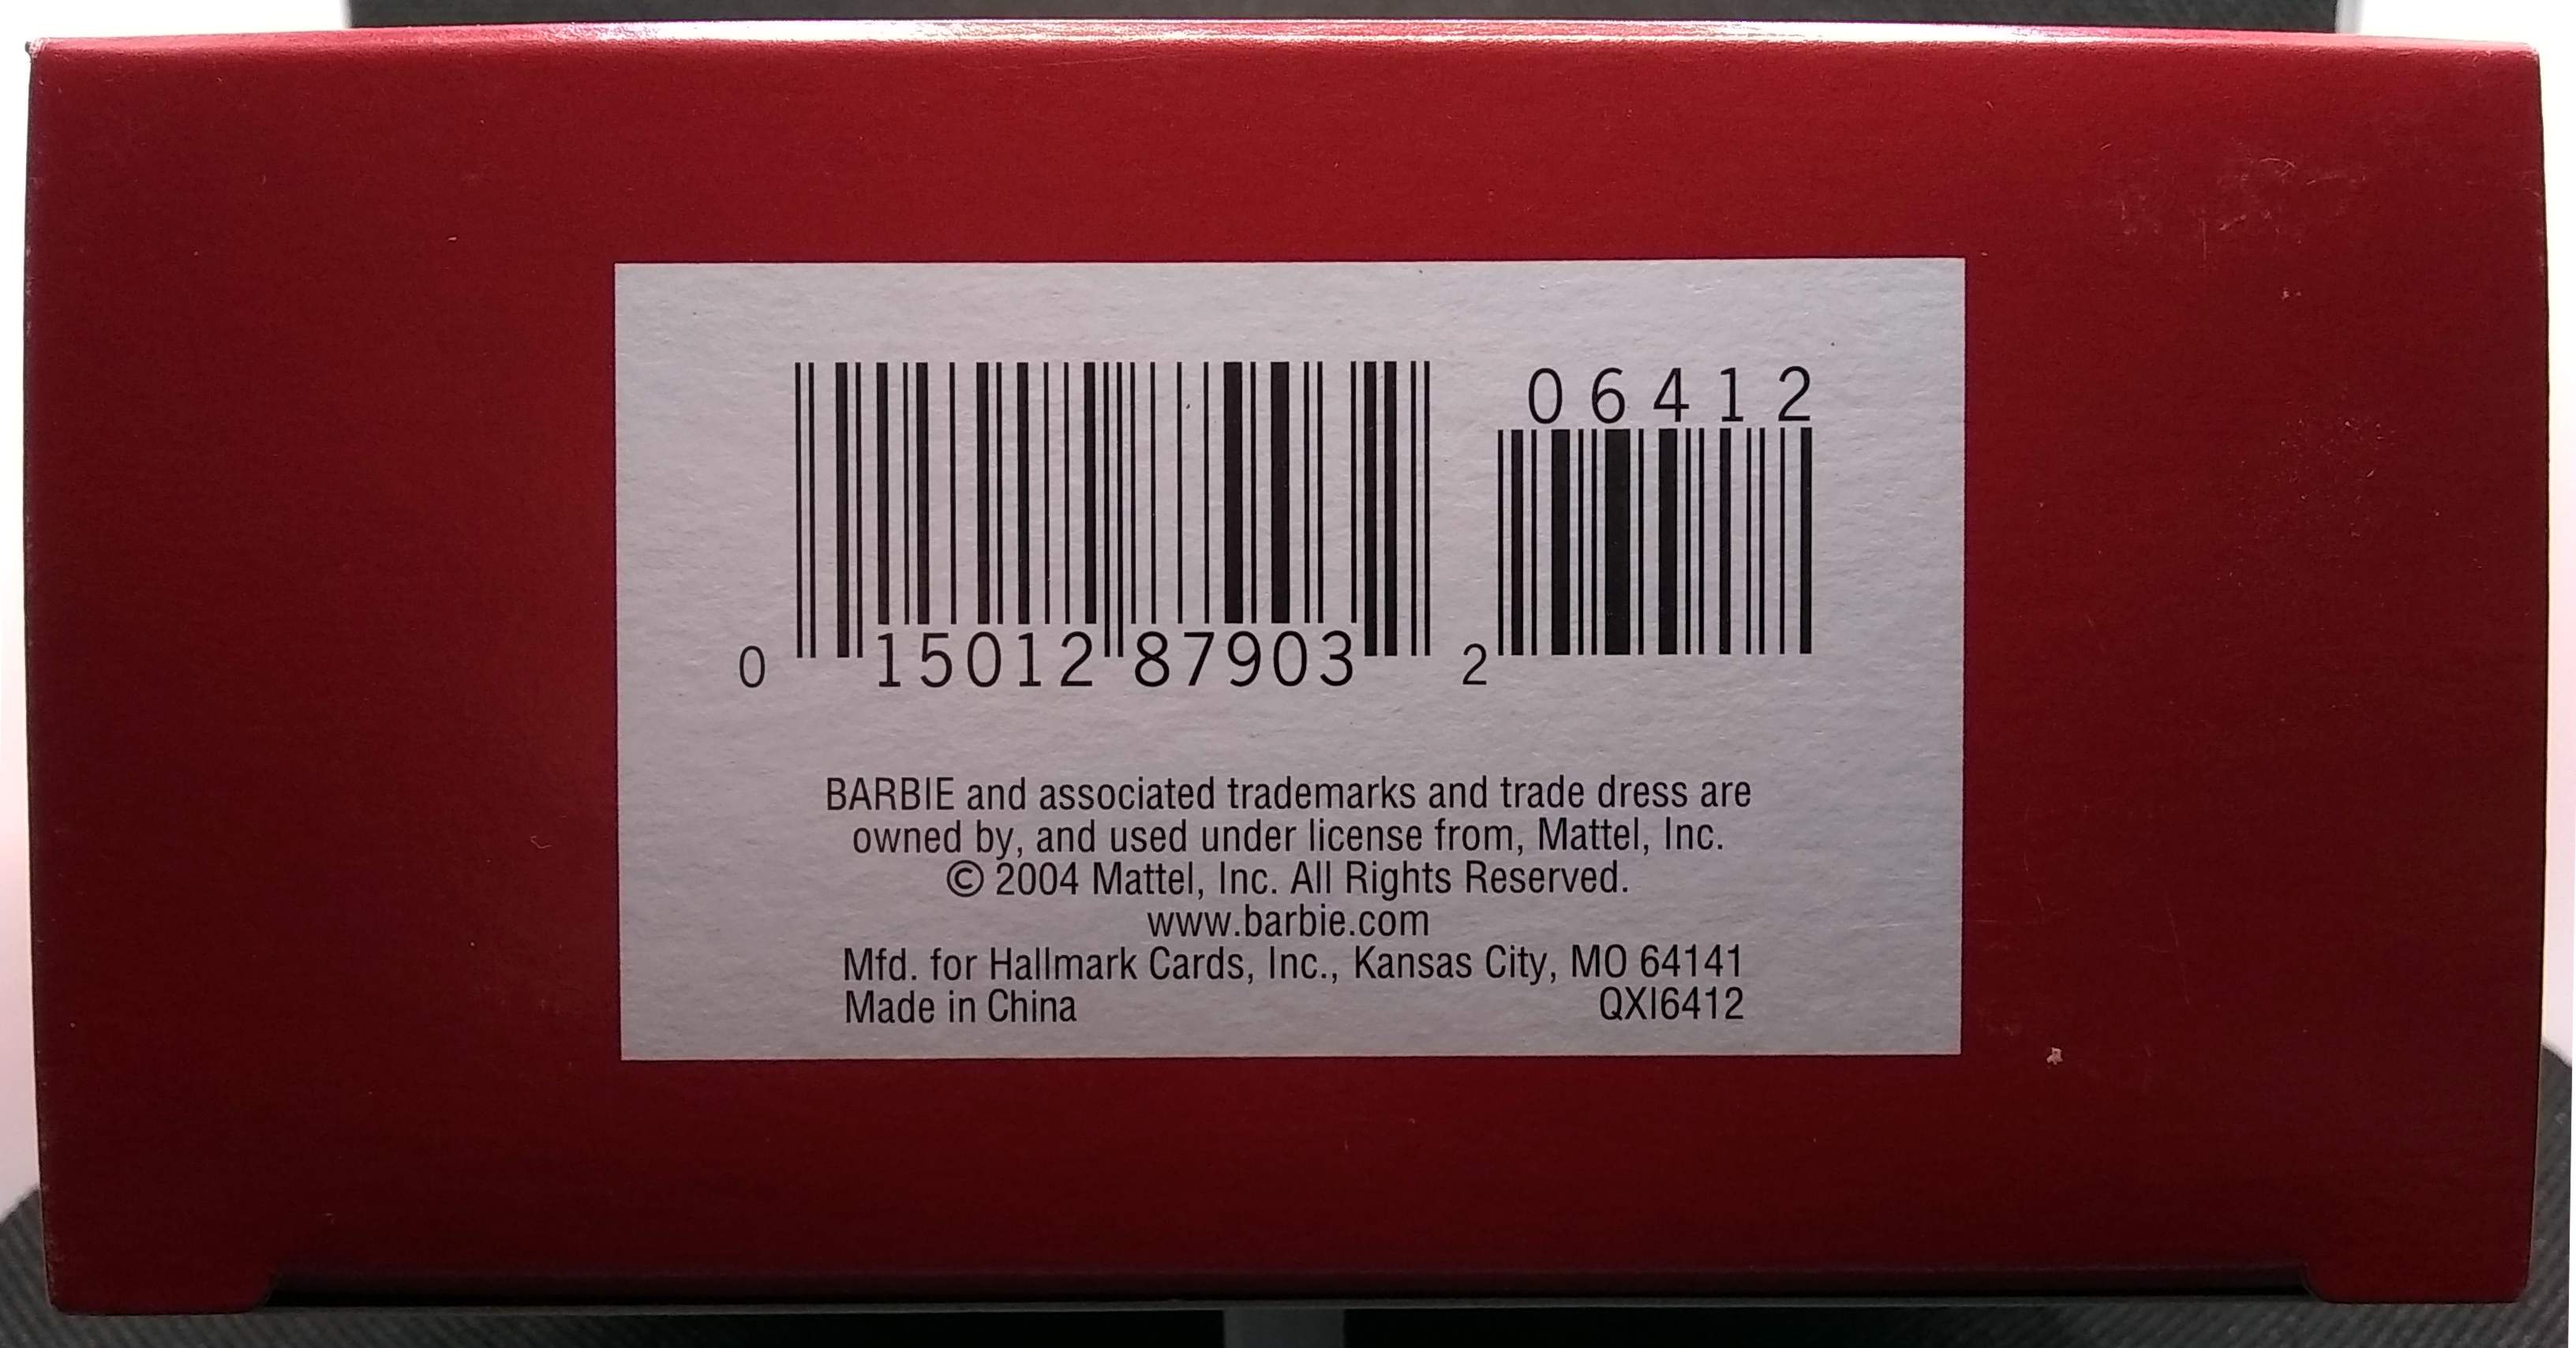 06412
0 15012 87903 2
BARBIE and associated trademarks and trade dress are
owned by, and used under license from, Mattel, Inc.
© 2004 Mattel, Inc. All Rights Reserved.
www.barbie.com
Mfd. for Hallmark Cards, Inc., Kansas City, MO 64141
Made in China QXI6412